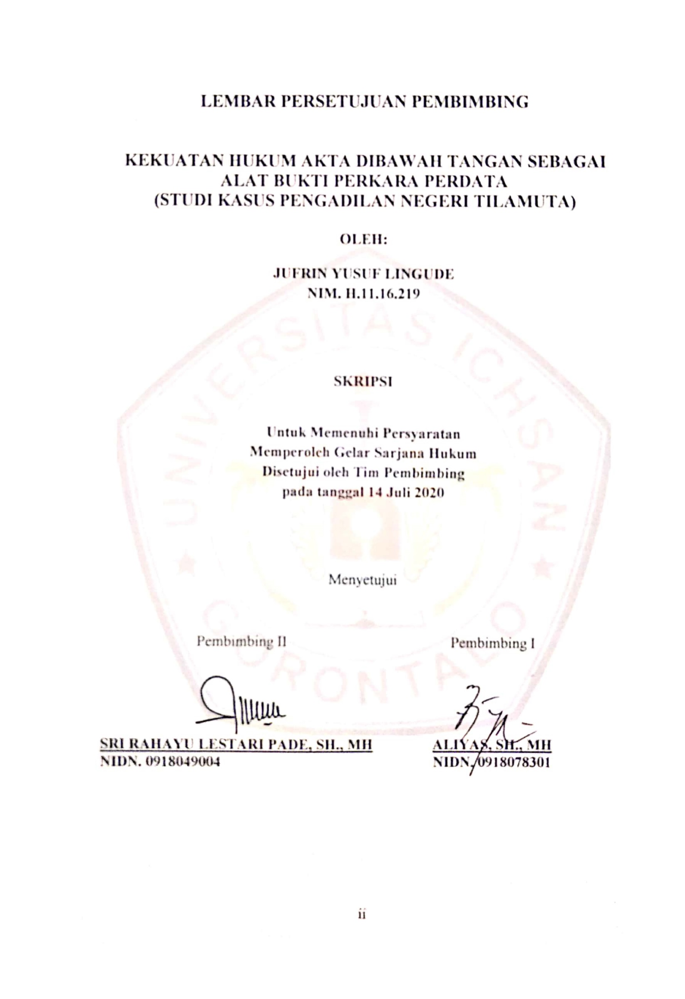 LEMBAR PERSETUJUAN PEMBIMBING
KEKUATAN HUKUM AKTA DIBAWAH TANGAN SEBAGAI
ALAT BUKTI PERKARA PERDATA
(STUDI KASUS PENGADILAN NEGERI TILAMUTA)
OLEH:
JUFRIN YUSUF LINGUDE
NIM. H.11.16.219
UNIVERSITAS ICHSAN
SKRIPSI
Untuk Memenuhi Persyaratan
Memperoleh Gelar Sarjana Hukum
Disetujui oleh Tim Pembimbing
pada tanggal 14 Juli 2020
Menyetujui
GORONTALO
Pembimbing II
Pembimbing I
SRI RAHAYU LESTARI PADE, SH., MH
NIDN. 0918049004
ALIYAS, SH., MH
NIDN. 0918078301
ii